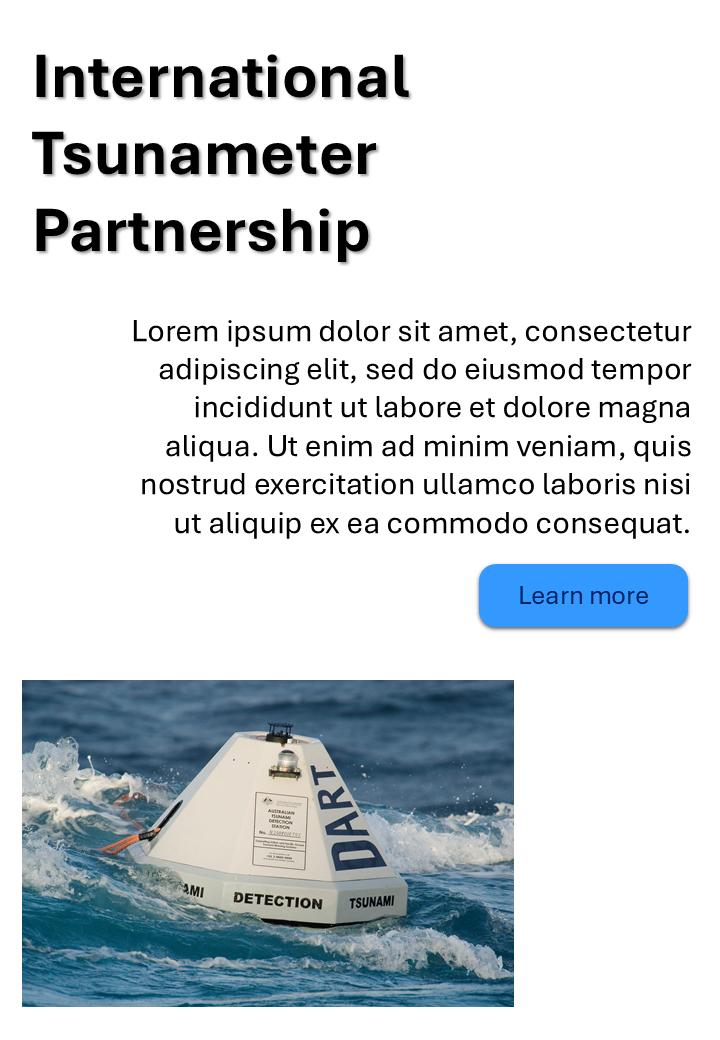 International
Tsunameter
Partnership
Lorem ipsum dolor sit amet, consectetur
adipiscing elit, sed do eiusmod tempor
incididunt ut labore et dolore magna
aliqua. Ut enim ad minim veniam, quis
nostrud exercitation ullamco laboris nisi
ut aliquip ex ea commodo consequat.
Learn more
DART
AUSTRALIAN
TSUNAMI
DETECTION
STATION
No.
AMI
DETECTION
TSUNAMI